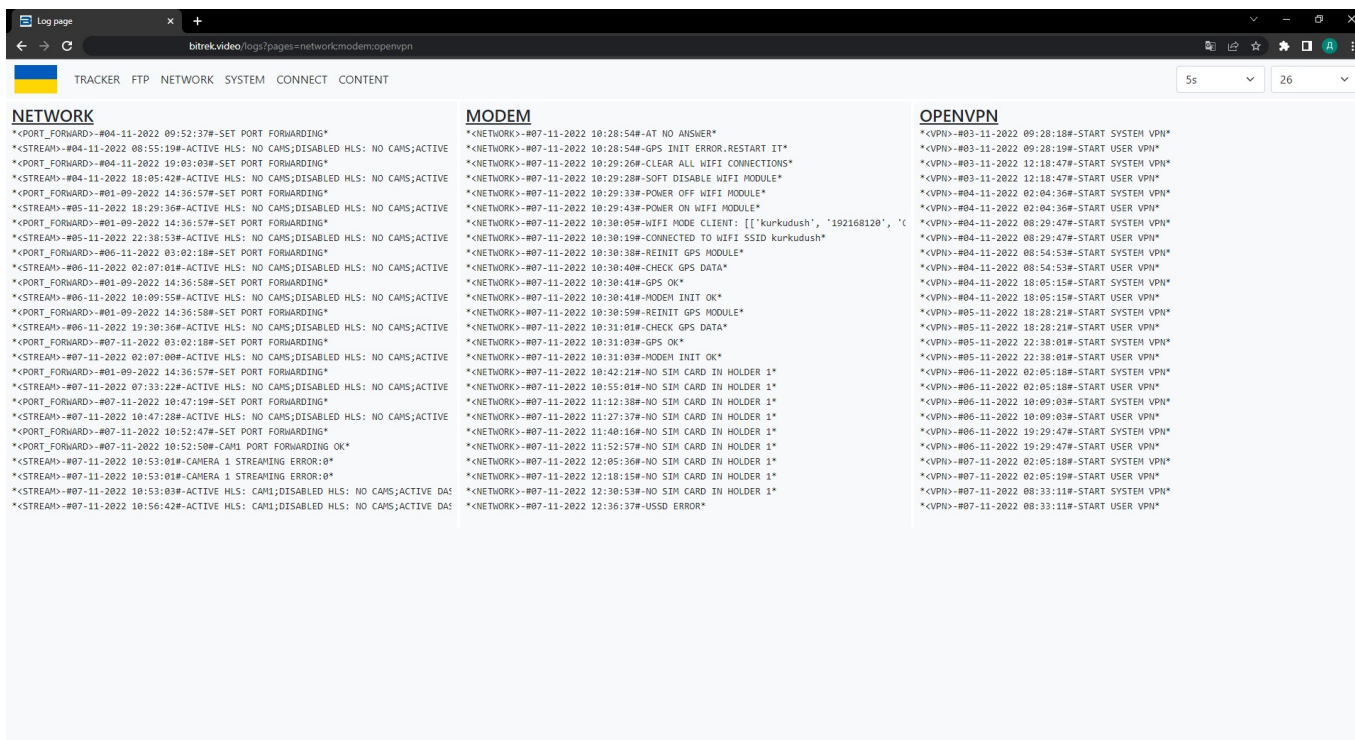 Log page
bitrek.video/logs?pages=network;modem;openvpn
TRACKER FTP NETWORK SYSTEM CONNECT CONTENT
5s
26
NETWORK
*<PORT_FORWARD>-#04-11-2022 09:52:37#-SET PORT FORWARDING*
*<STREAM>-#04-11-2022 08:55:19#-ACTIVE HLS: NO CAMS;DISABLED HLS: NO CAMS;ACTIVE
*<PORT_FORWARD>-#04-11-2022 19:03:03#-SET PORT FORWARDING*
*<STREAM>-#04-11-2022 18:05:42#-ACTIVE HLS: NO CAMS;DISABLED HLS: NO CAMS;ACTIVE
*<PORT_FORWARD>-#01-09-2022 14:36:57#-SET PORT FORWARDING*
*<STREAM>-#05-11-2022 18:29:36#-ACTIVE HLS: NO CAMS;DISABLED HLS: NO CAMS;ACTIVE
*<PORT_FORWARD>-#01-09-2022 14:36:57#-SET PORT FORWARDING*
*<STREAM>-#05-11-2022 22:38:53#-ACTIVE HLS: NO CAMS;DISABLED HLS: NO CAMS;ACTIVE
*<PORT_FORWARD>-#06-11-2022 03:02:18#-SET PORT FORWARDING*
*<STREAM>-#06-11-2022 02:07:01#-ACTIVE HLS: NO CAMS;DISABLED HLS: NO CAMS;ACTIVE
*<PORT_FORWARD>-#01-09-2022 14:36:58#-SET PORT FORWARDING*
*<STREAM>-#06-11-2022 10:09:55#-ACTIVE HLS: NO CAMS;DISABLED HLS: NO CAMS;ACTIVE
*<PORT_FORWARD>-#01-09-2022 14:36:58#-SET PORT FORWARDING*
*<STREAM>-#06-11-2022 19:30:36#-ACTIVE HLS: NO CAMS;DISABLED HLS: NO CAMS;ACTIVE
*<PORT_FORWARD>-#07-11-2022 03:02:18#-SET PORT FORWARDING*
*<STREAM>-#07-11-2022 02:07:00#-ACTIVE HLS: NO CAMS;DISABLED HLS: NO CAMS;ACTIVE
*<PORT_FORWARD>-#01-09-2022 14:36:57#-SET PORT FORWARDING*
*<STREAM>-#07-11-2022 07:33:22#-ACTIVE HLS: NO CAMS;DISABLED HLS: NO CAMS;ACTIVE
*<PORT_FORWARD>-#07-11-2022 10:47:19#-SET PORT FORWARDING*
*<STREAM>-#07-11-2022 10:47:28#-ACTIVE HLS: NO CAMS;DISABLED HLS: NO CAMS;ACTIVE
*<PORT_FORWARD>-#07-11-2022 10:52:47#-SET PORT FORWARDING*
*<PORT_FORWARD>-#07-11-2022 10:52:50#-CAM1 PORT FORWARDING OK*
*<STREAM>-#07-11-2022 10:53:01#-CAMERA 1 STREAMING ERROR:0*
*<STREAM>-#07-11-2022 10:53:01#-CAMERA 1 STREAMING ERROR:0*
*<STREAM>-#07-11-2022 10:53:03#-ACTIVE HLS: CAM1;DISABLED HLS: NO CAMS;ACTIVE DAS
*<STREAM>-#07-11-2022 10:56:42#-ACTIVE HLS: CAM1;DISABLED HLS: NO CAMS;ACTIVE DAS
MODEM
*<NETWORK>-#07-11-2022 10:28:54#-AT NO ANSWER*
*<NETWORK>-#07-11-2022 10:28:54#-GPS INIT ERROR.RESTART IT*
*<NETWORK>-#07-11-2022 10:29:26#-CLEAR ALL WIFI CONNECTIONS*
*<NETWORK>-#07-11-2022 10:29:28#-SOFT DISABLE WIFI MODULE*
*<NETWORK>-#07-11-2022 10:29:33#-POWER OFF WIFI MODULE*
*<NETWORK>-#07-11-2022 10:29:43#-POWER ON WIFI MODULE*
*<NETWORK>-#07-11-2022 10:30:05#-WIFI MODE CLIENT: [['kurkudush', '192168120', '
*<NETWORK>-#07-11-2022 10:30:19#-CONNECTED TO WIFI SSID kurkudush*
*<NETWORK>-#07-11-2022 10:30:38#-REINIT GPS MODULE*
*<NETWORK>-#07-11-2022 10:30:40#-CHECK GPS DATA*
*<NETWORK>-#07-11-2022 10:30:41#-GPS OK*
*<NETWORK>-#07-11-2022 10:30:41#-MODEM INIT OK*
*<NETWORK>-#07-11-2022 10:30:59#-REINIT GPS MODULE*
*<NETWORK>-#07-11-2022 10:31:01#-CHECK GPS DATA*
*<NETWORK>-#07-11-2022 10:31:03#-GPS OK*
*<NETWORK>-#07-11-2022 10:31:03#-MODEM INIT OK*
*<NETWORK>-#07-11-2022 10:42:21#-NO SIM CARD IN HOLDER 1*
*<NETWORK>-#07-11-2022 10:55:01#-NO SIM CARD IN HOLDER 1*
*<NETWORK>-#07-11-2022 11:12:38#-NO SIM CARD IN HOLDER 1*
*<NETWORK>-#07-11-2022 11:27:37#-NO SIM CARD IN HOLDER 1*
*<NETWORK>-#07-11-2022 11:40:16#-NO SIM CARD IN HOLDER 1*
*<NETWORK>-#07-11-2022 11:52:57#-NO SIM CARD IN HOLDER 1*
*<NETWORK>-#07-11-2022 12:05:36#-NO SIM CARD IN HOLDER 1*
*<NETWORK>-#07-11-2022 12:18:15#-NO SIM CARD IN HOLDER 1*
*<NETWORK>-#07-11-2022 12:30:53#-NO SIM CARD IN HOLDER 1*
*<NETWORK>-#07-11-2022 12:36:37#-USSD ERROR*
OPENVPN
*<VPN>-#03-11-2022 09:28:18#-START SYSTEM VPN*
*<VPN>-#03-11-2022 09:28:19#-START USER VPN*
*<VPN>-#03-11-2022 12:18:47#-START SYSTEM VPN*
*<VPN>-#03-11-2022 12:18:47#-START USER VPN*
*<VPN>-#04-11-2022 02:04:36#-START SYSTEM VPN*
*<VPN>-#04-11-2022 02:04:36#-START USER VPN*
*<VPN>-#04-11-2022 08:29:47#-START SYSTEM VPN*
*<VPN>-#04-11-2022 08:29:47#-START USER VPN*
*<VPN>-#04-11-2022 08:54:53#-START SYSTEM VPN*
*<VPN>-#04-11-2022 08:54:53#-START USER VPN*
*<VPN>-#04-11-2022 18:05:15#-START SYSTEM VPN*
*<VPN>-#04-11-2022 18:05:15#-START USER VPN*
*<VPN>-#05-11-2022 18:28:21#-START SYSTEM VPN*
*<VPN>-#05-11-2022 18:28:21#-START USER VPN*
*<VPN>-#05-11-2022 22:38:01#-START SYSTEM VPN*
*<VPN>-#05-11-2022 22:38:01#-START USER VPN*
*<VPN>-#06-11-2022 02:05:18#-START SYSTEM VPN*
*<VPN>-#06-11-2022 02:05:18#-START USER VPN*
*<VPN>-#06-11-2022 10:09:03#-START SYSTEM VPN*
*<VPN>-#06-11-2022 10:09:03#-START USER VPN*
*<VPN>-#06-11-2022 19:29:47#-START SYSTEM VPN*
*<VPN>-#06-11-2022 19:29:47#-START USER VPN*
*<VPN>-#07-11-2022 02:05:18#-START SYSTEM VPN*
*<VPN>-#07-11-2022 02:05:19#-START USER VPN*
*<VPN>-#07-11-2022 08:33:11#-START SYSTEM VPN*
*<VPN>-#07-11-2022 08:33:11#-START USER VPN*